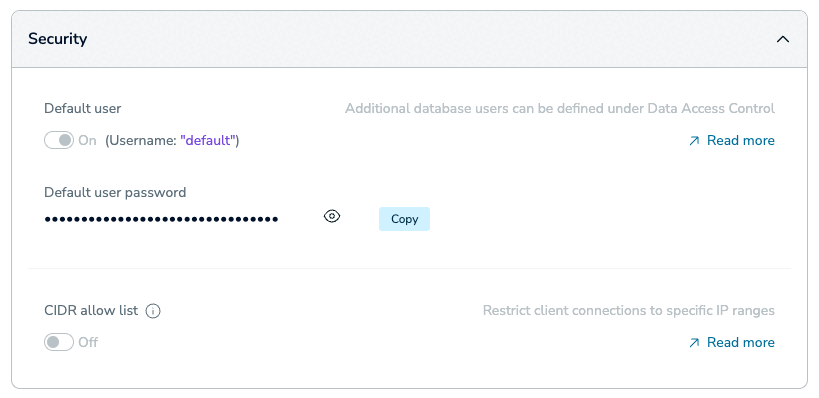 Security
Default user
Additional database users can be defined under Data Access Control
On (Username: "default")
Read more
Default user password
••••••••••••••••••••••••••••••••
Copy
CIDR allow list
Restrict client connections to specific IP ranges
Off
Read more